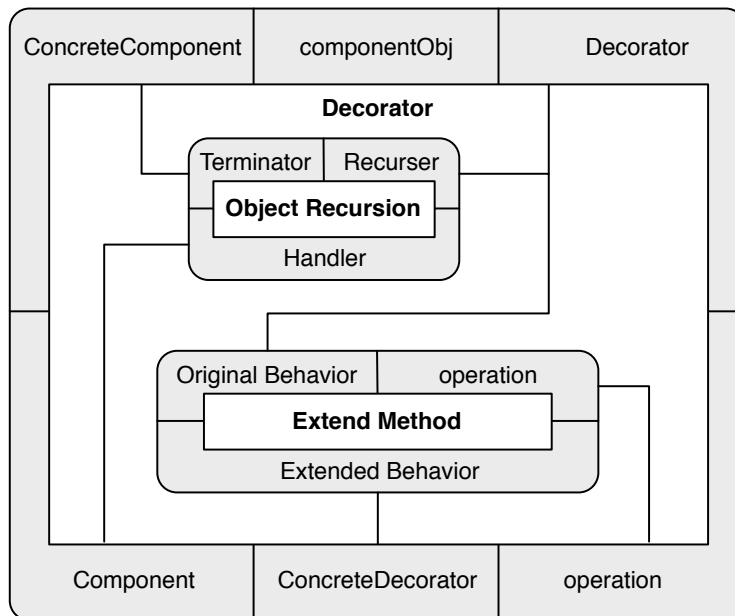 ConcreteComponent componentObj Decorator
Decorator
Terminator Recurser
Object Recursion
Handler
Original Behavior operation
Extend Method
Extended Behavior
Component ConcreteDecorator operation